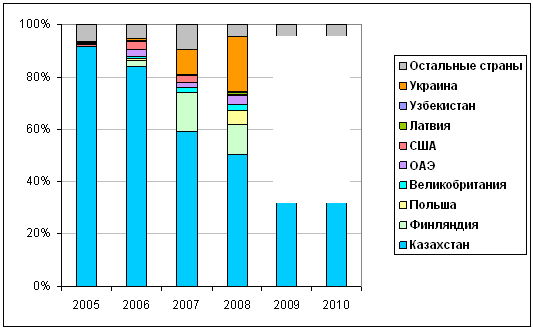 100%
80%
60%
40%
20%
0%
2005 2006 2007 2008 2009 2010
Остальные страны
Украина
Узбекистан
Латвия
США
ОАЭ
Великобритания
Польша
Финляндия
Казахстан